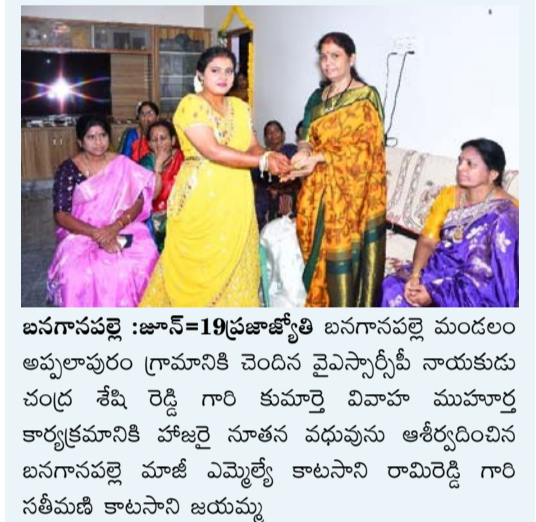 బనగానపల్లె :జూన్=19ప్రజాజ్యోతి బనగానపల్లె మండలం
అప్పలాపురం గ్రామానికి చెందిన వైఎస్సార్సీపీ నాయకుడు
చంద్ర శేషి రెడ్డి గారి కుమార్తె వివాహ ముహూర్త
కార్యక్రమానికి హాజరై నూతన వధువును ఆశీర్వదించిన
బనగానపల్లె మాజీ ఎమ్మెల్యే కాటసాని రామిరెడ్డి గారి
సతీమణి కాటసాని జయమ్మ